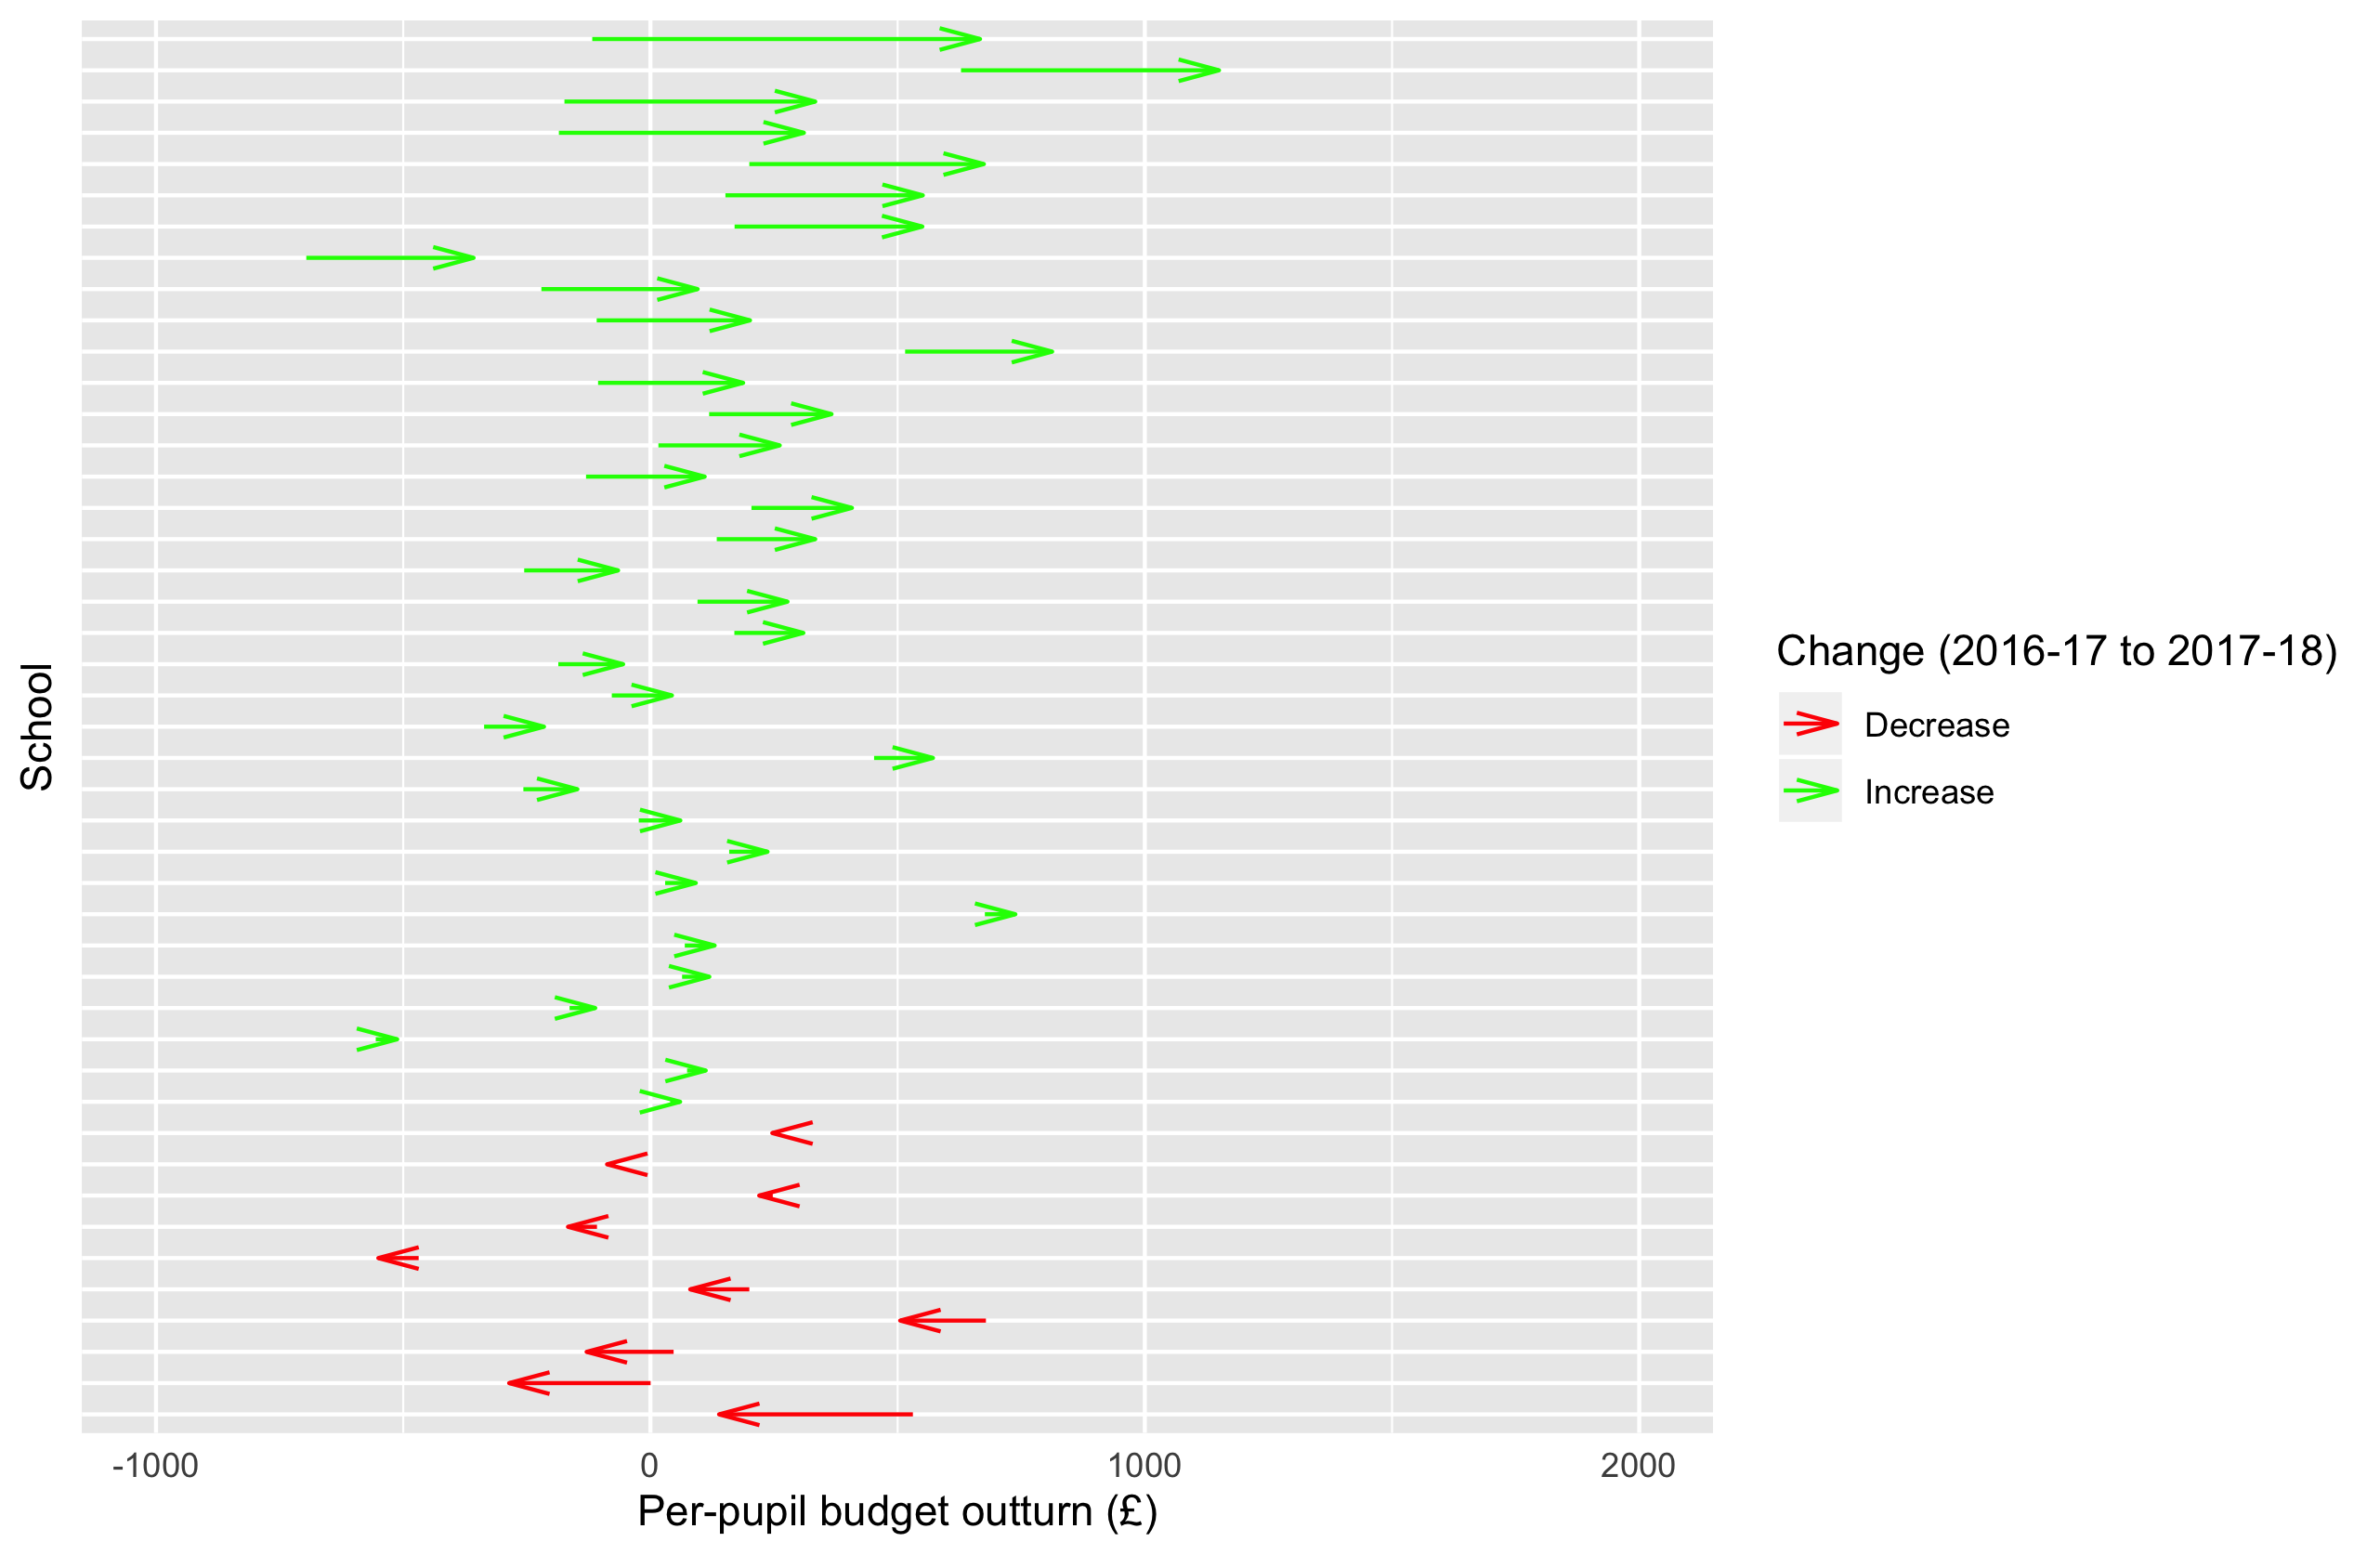 School
-1000
0
1000
2000
Per-pupil budget outturn (£)
Change (2016-17 to 2017-18)
Decrease
Increase